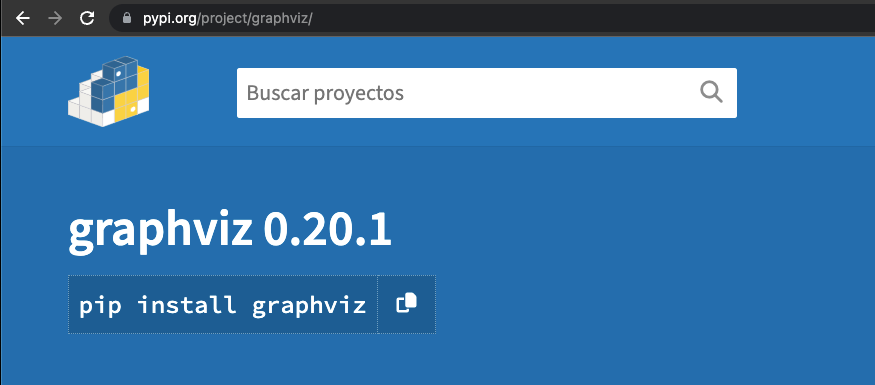 pypi.org/project/graphviz/
Buscar proyectos
graphviz 0.20.1
pip install graphviz